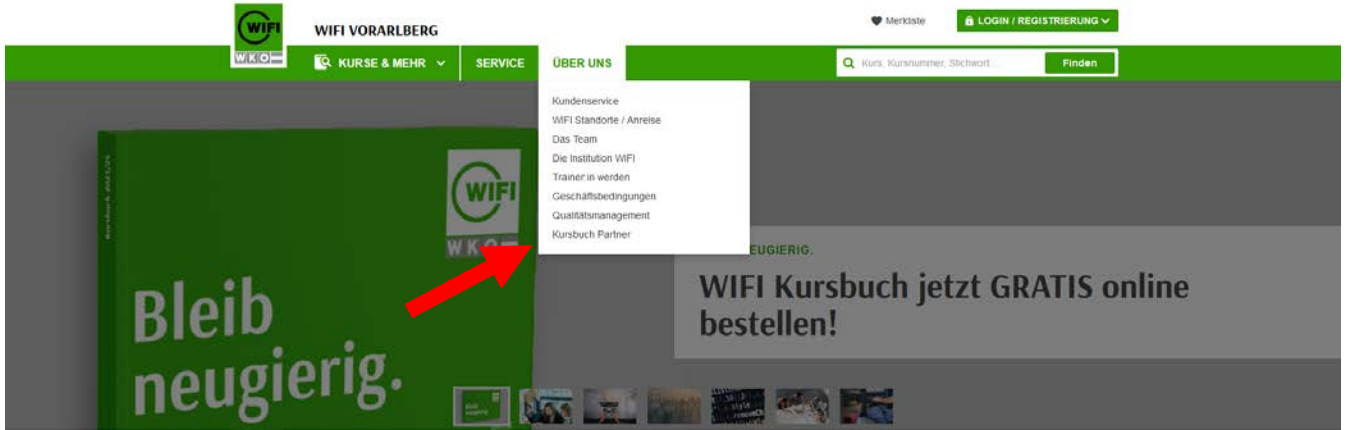 WIFI
WKO
WIFI VORARLBERG
Merkliste
LOGIN / REGISTRIERUNG
KURSE & MEHR
SERVICE
ÜBER UNS
Kurs, Kursnummer, Stichwort
Finden
Kundenservice
WIFI Standorte / Anreise
Das Team
Die Institution WIFI
Trainer in werden
Geschäftsbedingungen
Qualitätsmanagement
Kursbuch Partner
WIFI
WKO
Bleib
neugierig.
EUGIERIG.
WIFI Kursbuch jetzt GRATIS online
bestellen!